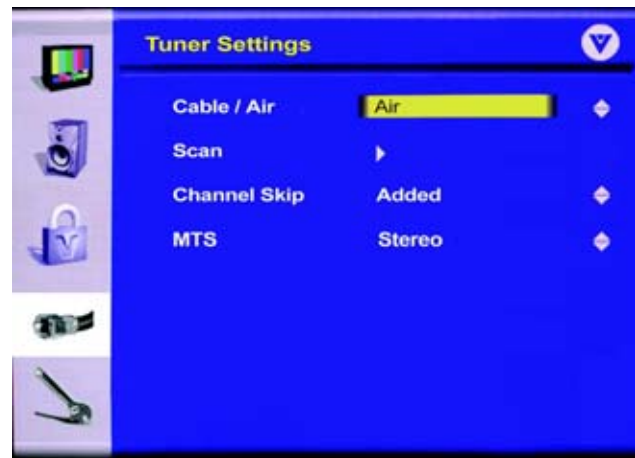 Tuner Settings
Cable / Air Air
Scan
Channel Skip Added
MTS Stereo